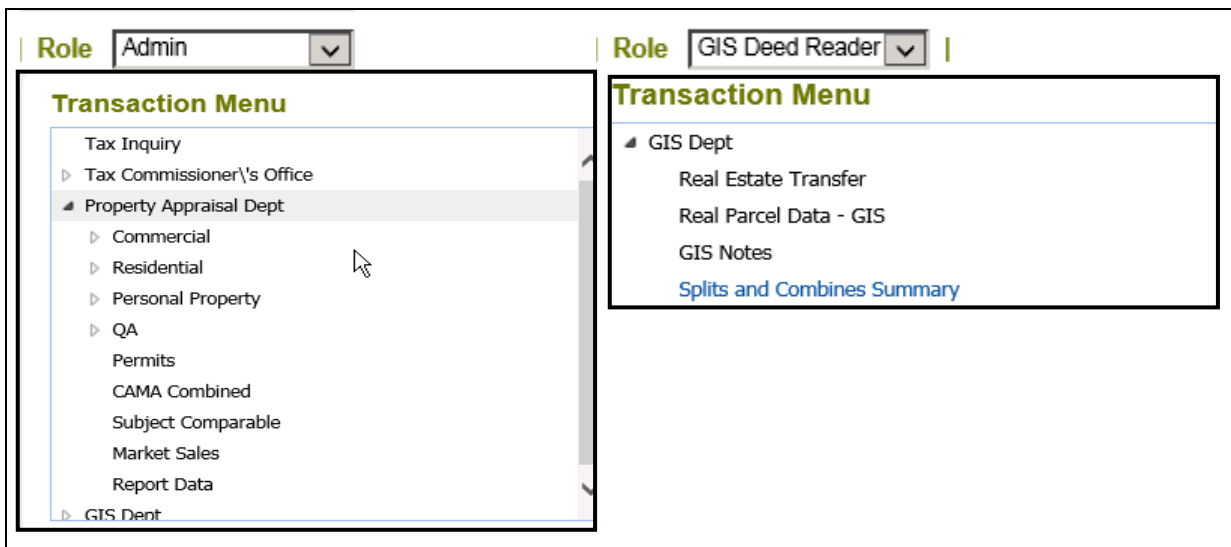 Role Admin
Transaction Menu
Tax Inquiry
Tax Commissioner\'s Office
Property Appraisal Dept
Commercial
Residential
Personal Property
QA
Permits
CAMA Combined
Subject Comparable
Market Sales
Report Data
GIS Dept
Role GIS Deed Reader
Transaction Menu
GIS Dept
Real Estate Transfer
Real Parcel Data - GIS
GIS Notes
Splits and Combines Summary